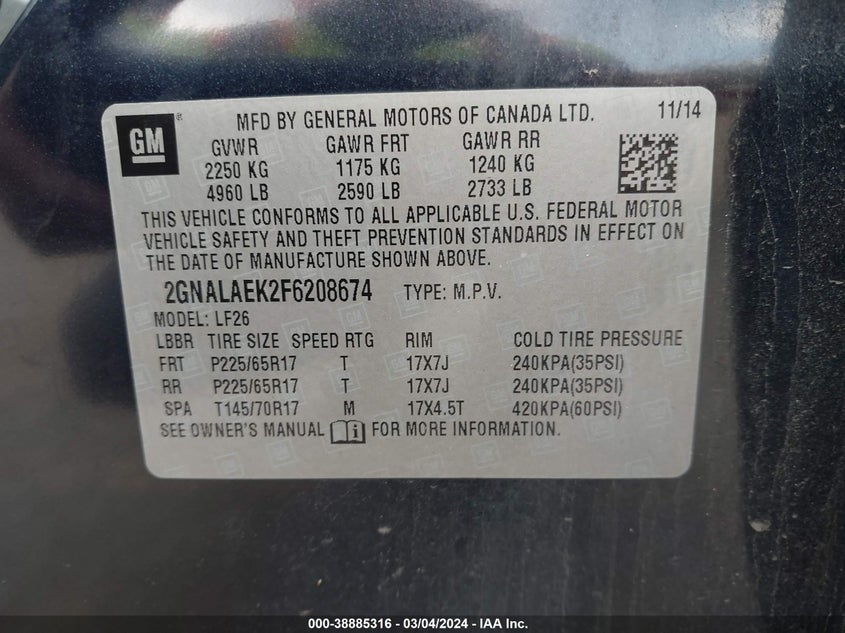 GM ® MFD BY GENERAL MOTORS OF CANADA LTD. 11/14
GVWR GAWR FRT GAWR RR
2250 KG 1175 KG 1240 KG
4960 LB 2590 LB 2733 LB
THIS VEHICLE CONFORMS TO ALL APPLICABLE U.S. FEDERAL MOTOR
VEHICLE SAFETY AND THEFT PREVENTION STANDARDS IN EFFECT ON
THE DATE OF MANUFACTURE SHOWN ABOVE.
2GNALAEK2F6208674 TYPE: M.P.V.
MODEL: LF26
LBBR TIRE SIZE SPEED RTG RIM COLD TIRE PRESSURE
FRT P225/65R17 T 17X7J 240KPA(35PSI)
RR P225/65R17 T 17X7J 240KPA(35PSI)
SPA T145/70R17 M 17X4.5T 420KPA(60PSI)
SEE OWNER'S MANUAL FOR MORE INFORMATION.
000-38885316 - 03/04/2024 - IAA Inc.